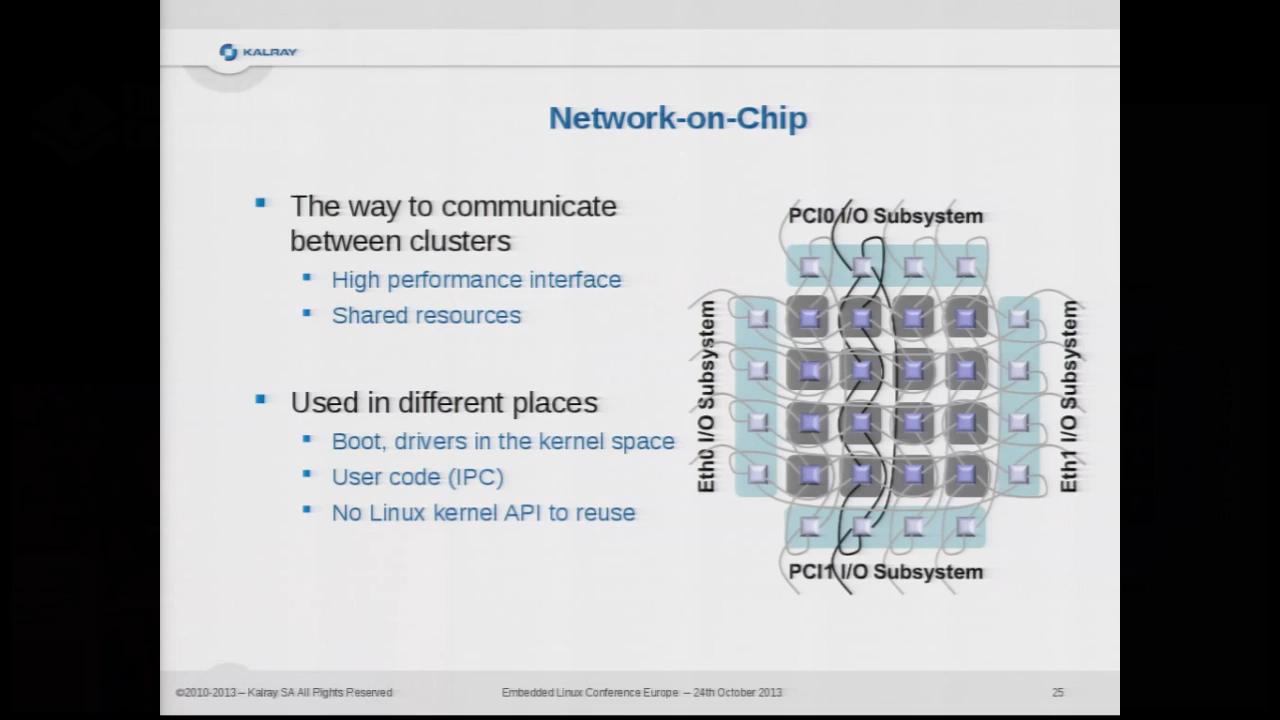 KALRAY
Network-on-Chip
The way to communicate
between clusters
High performance interface
Shared resources
Used in different places
Boot, drivers in the kernel space
User code (IPC)
No Linux kernel API to reuse
PCI0 I/O Subsystem
Eth0 I/O Subsystem
Eth1 I/O Subsystem
PCI1 I/O Subsystem
©2010-2013 – Kalray SA All Rights Reserved
Embedded Linux Conference Europe – 24th October 2013
25